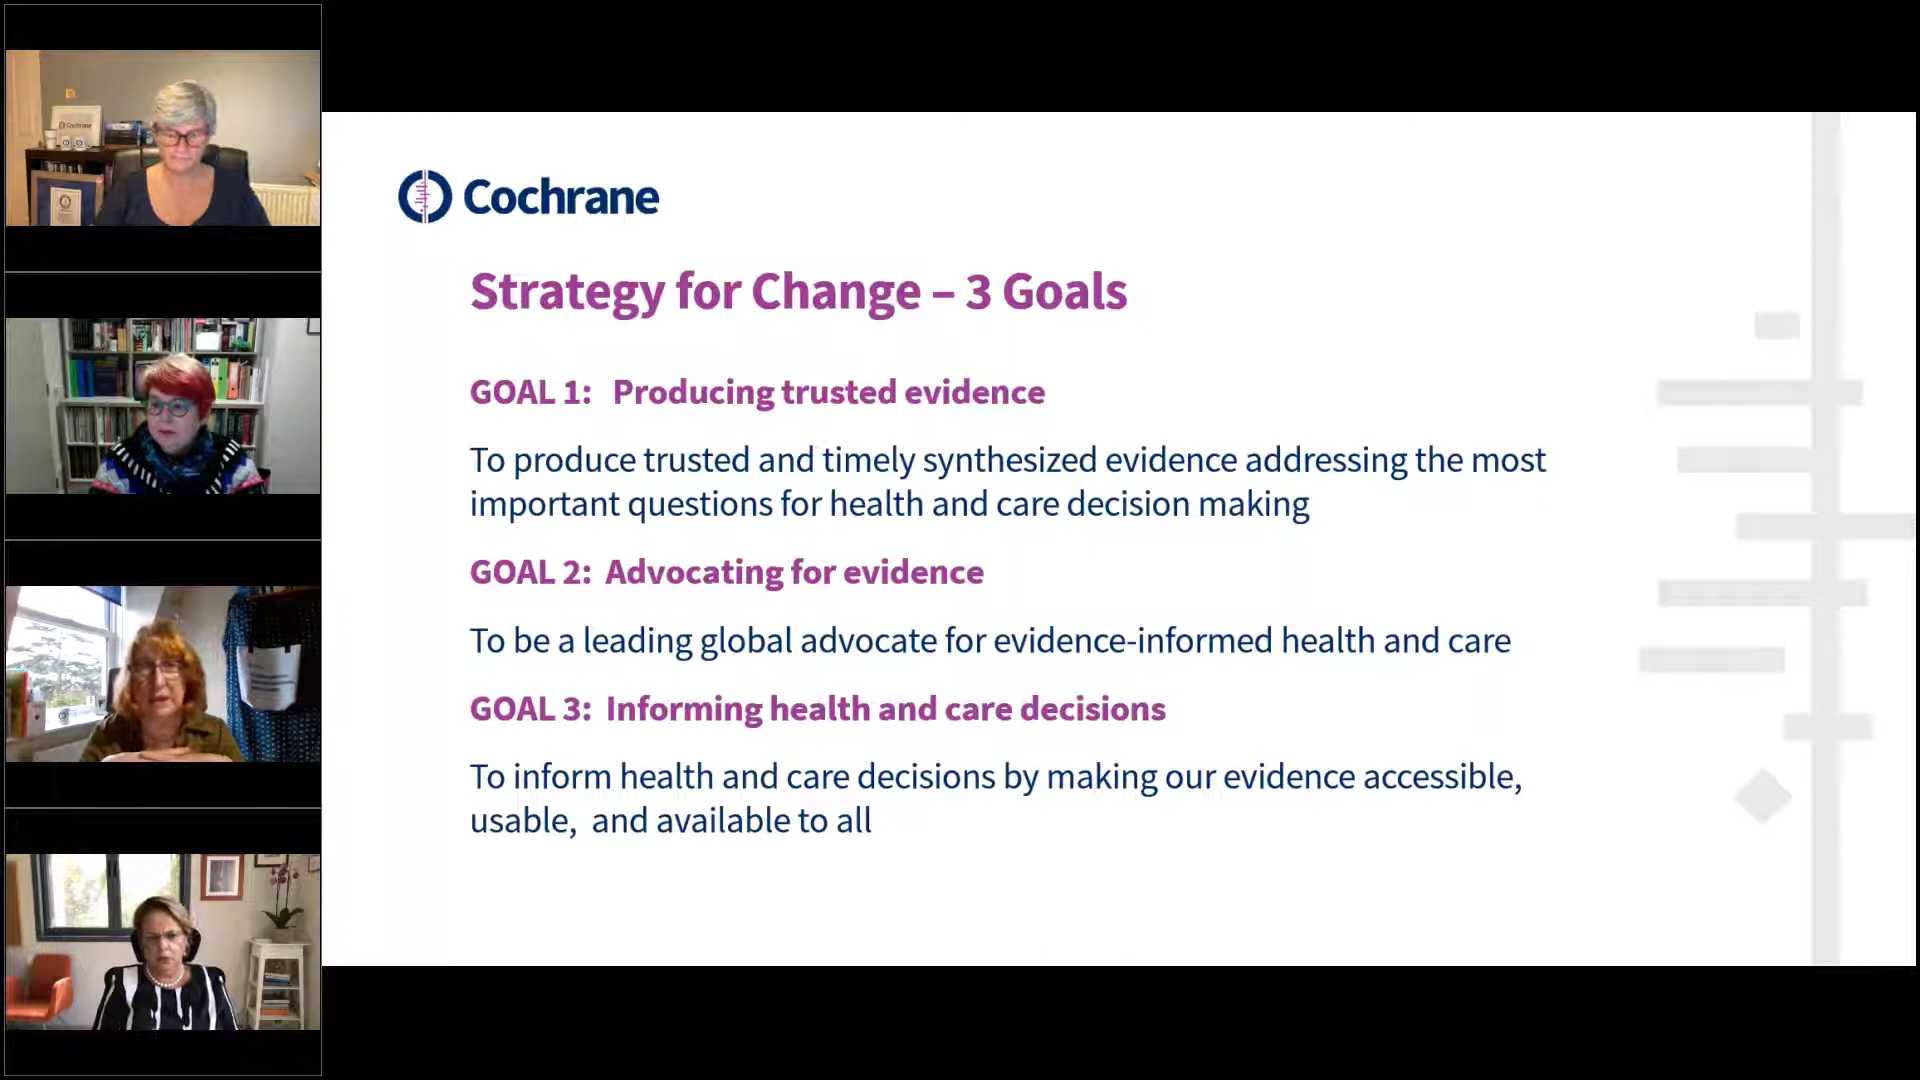 Cochrane
Cochrane
Strategy for Change – 3 Goals
GOAL 1: Producing trusted evidence
To produce trusted and timely synthesized evidence addressing the most
important questions for health and care decision making
GOAL 2: Advocating for evidence
To be a leading global advocate for evidence-informed health and care
GOAL 3: Informing health and care decisions
To inform health and care decisions by making our evidence accessible,
usable, and available to all